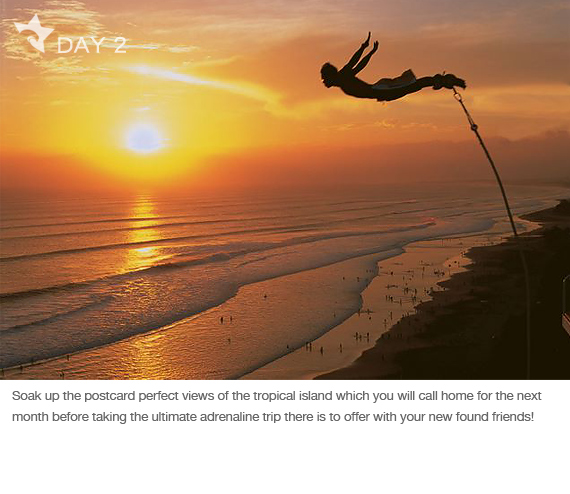 DAY 2
Soak up the postcard perfect views of the tropical island which you will call home for the next
month before taking the ultimate adrenaline trip there is to offer with your new found friends!